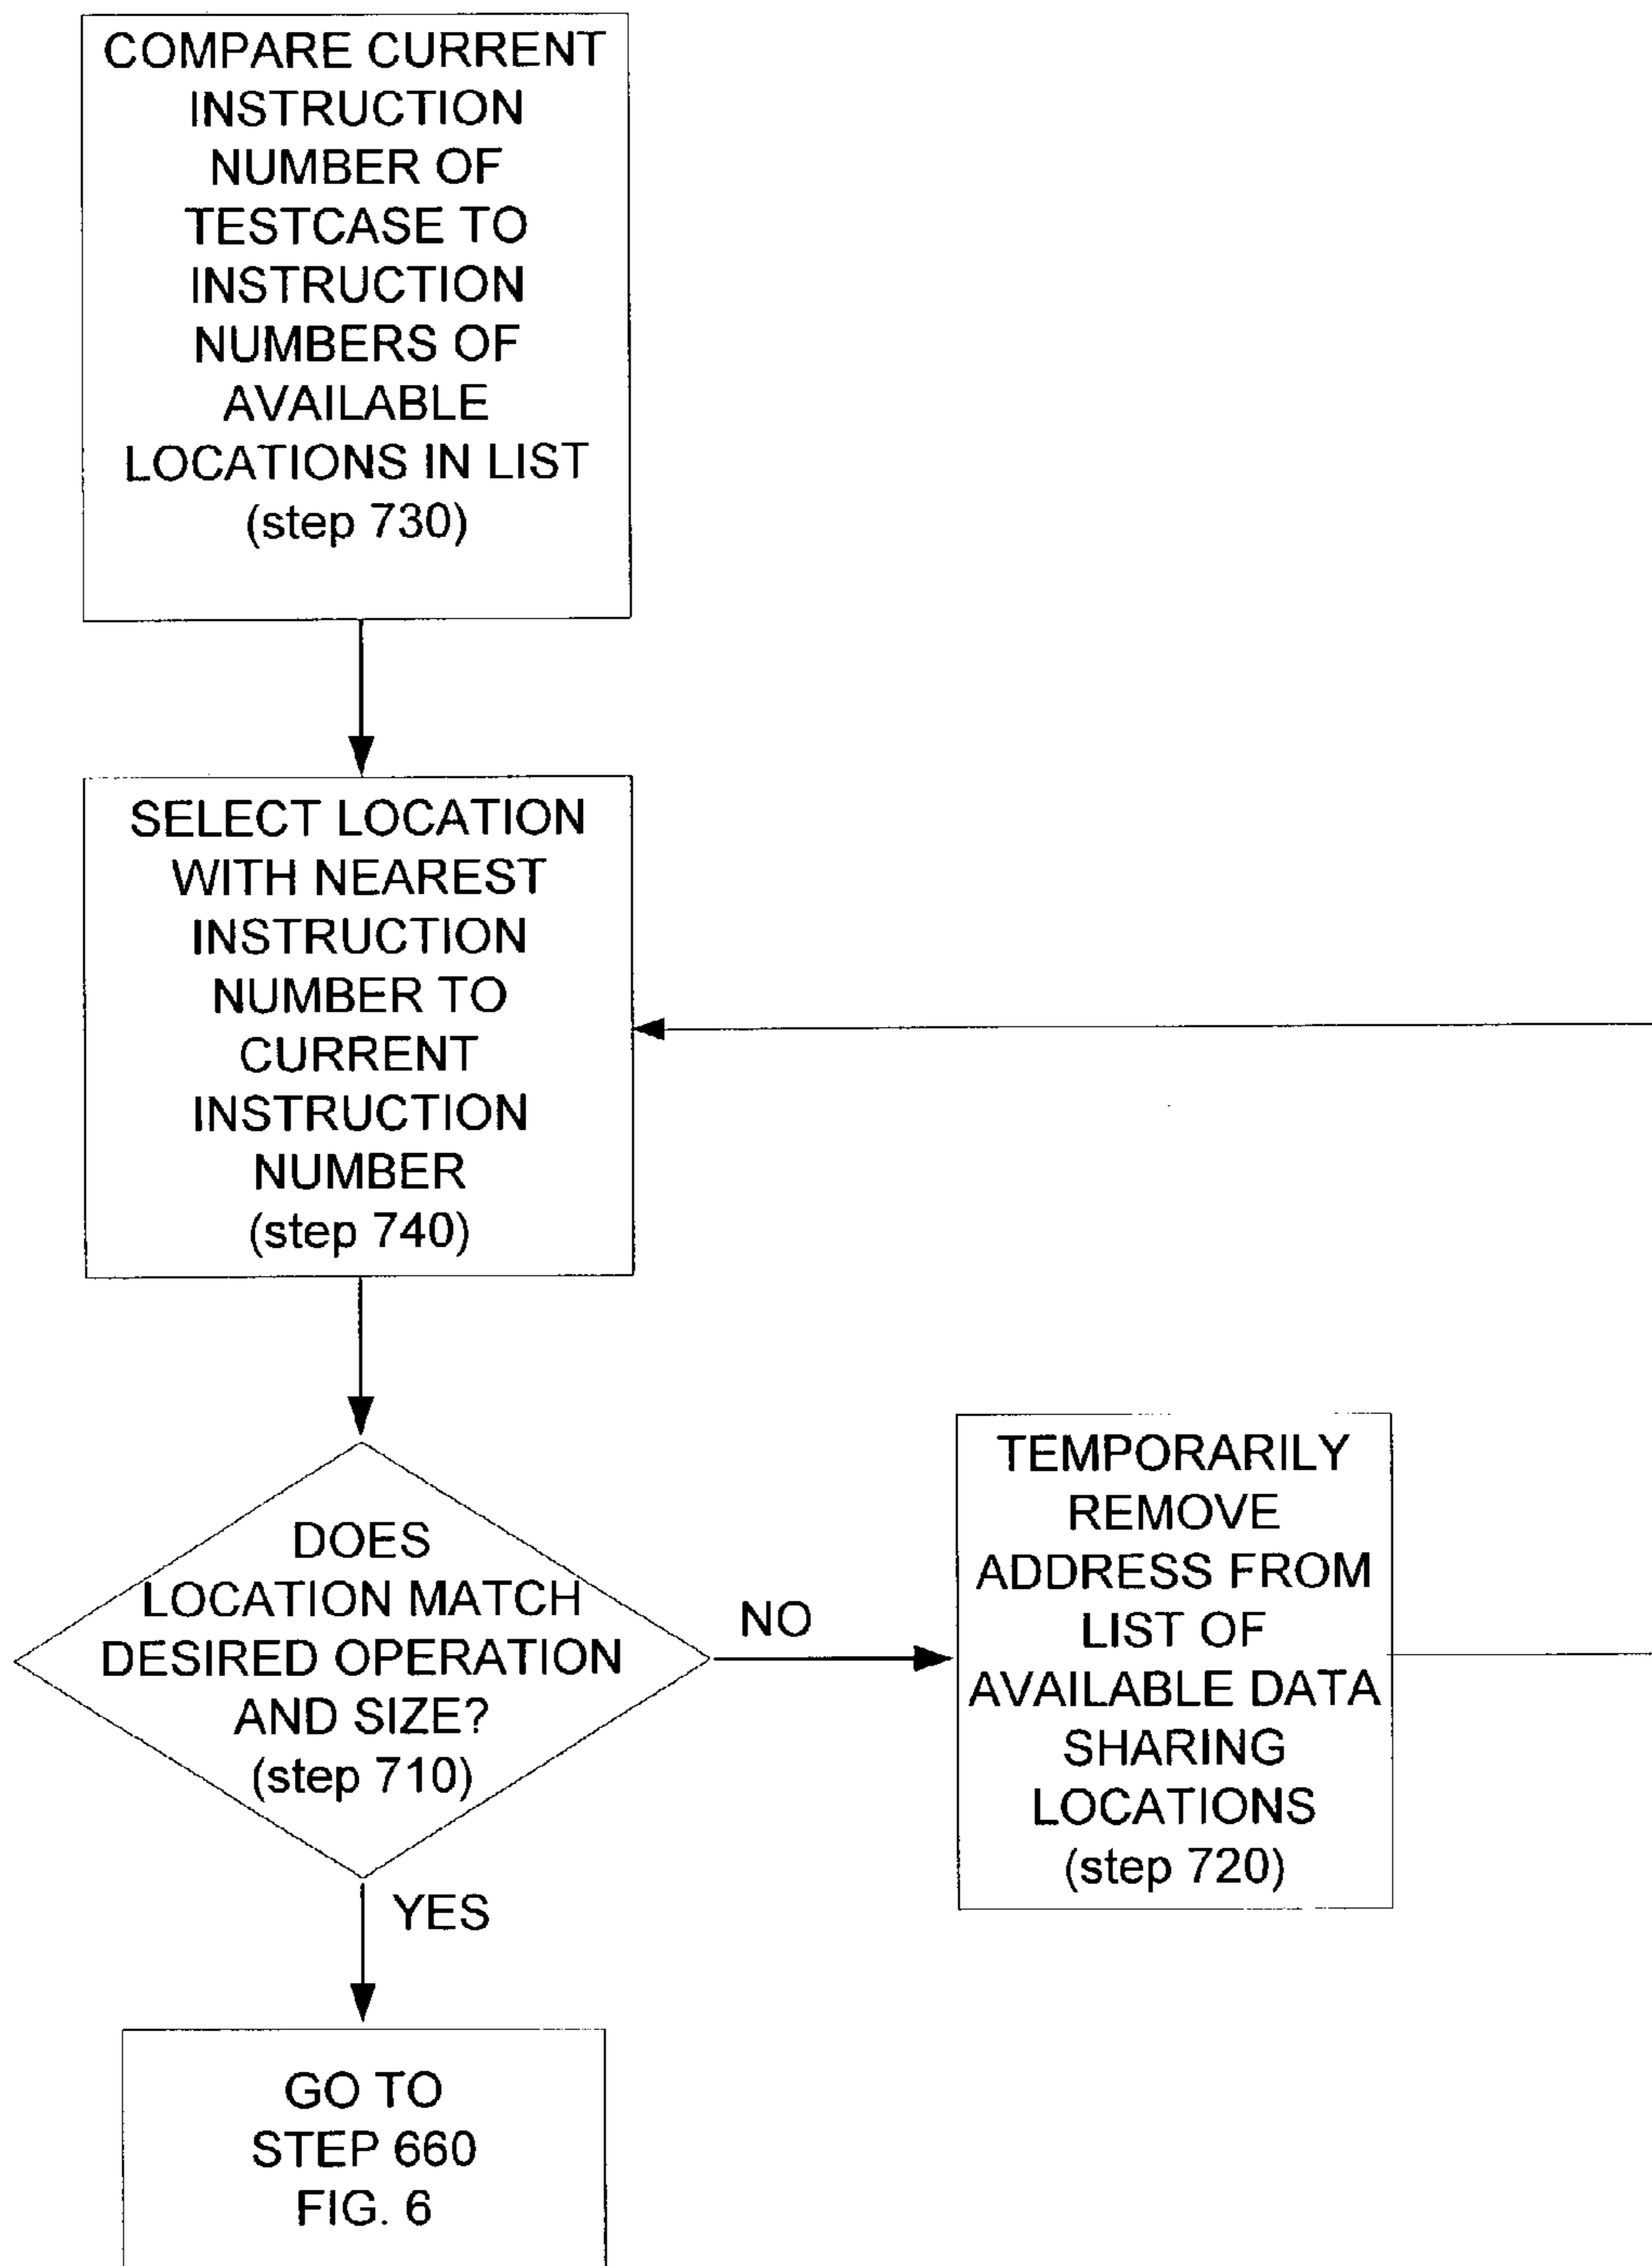 COMPARE CURRENT
INSTRUCTION
NUMBER OF
TESTCASE TO
INSTRUCTION
NUMBERS OF
AVAILABLE
LOCATIONS IN LIST
(step 730)
SELECT LOCATION
WITH NEAREST
INSTRUCTION
NUMBER TO
CURRENT
INSTRUCTION
NUMBER
(step 740)
DOES
LOCATION MATCH
DESIRED OPERATION
AND SIZE?
(step 710)
NO
TEMPORARILY
REMOVE
ADDRESS FROM
LIST OF
AVAILABLE DATA
SHARING
LOCATIONS
(step 720)
YES
GO TO
STEP 660
FIG. 6